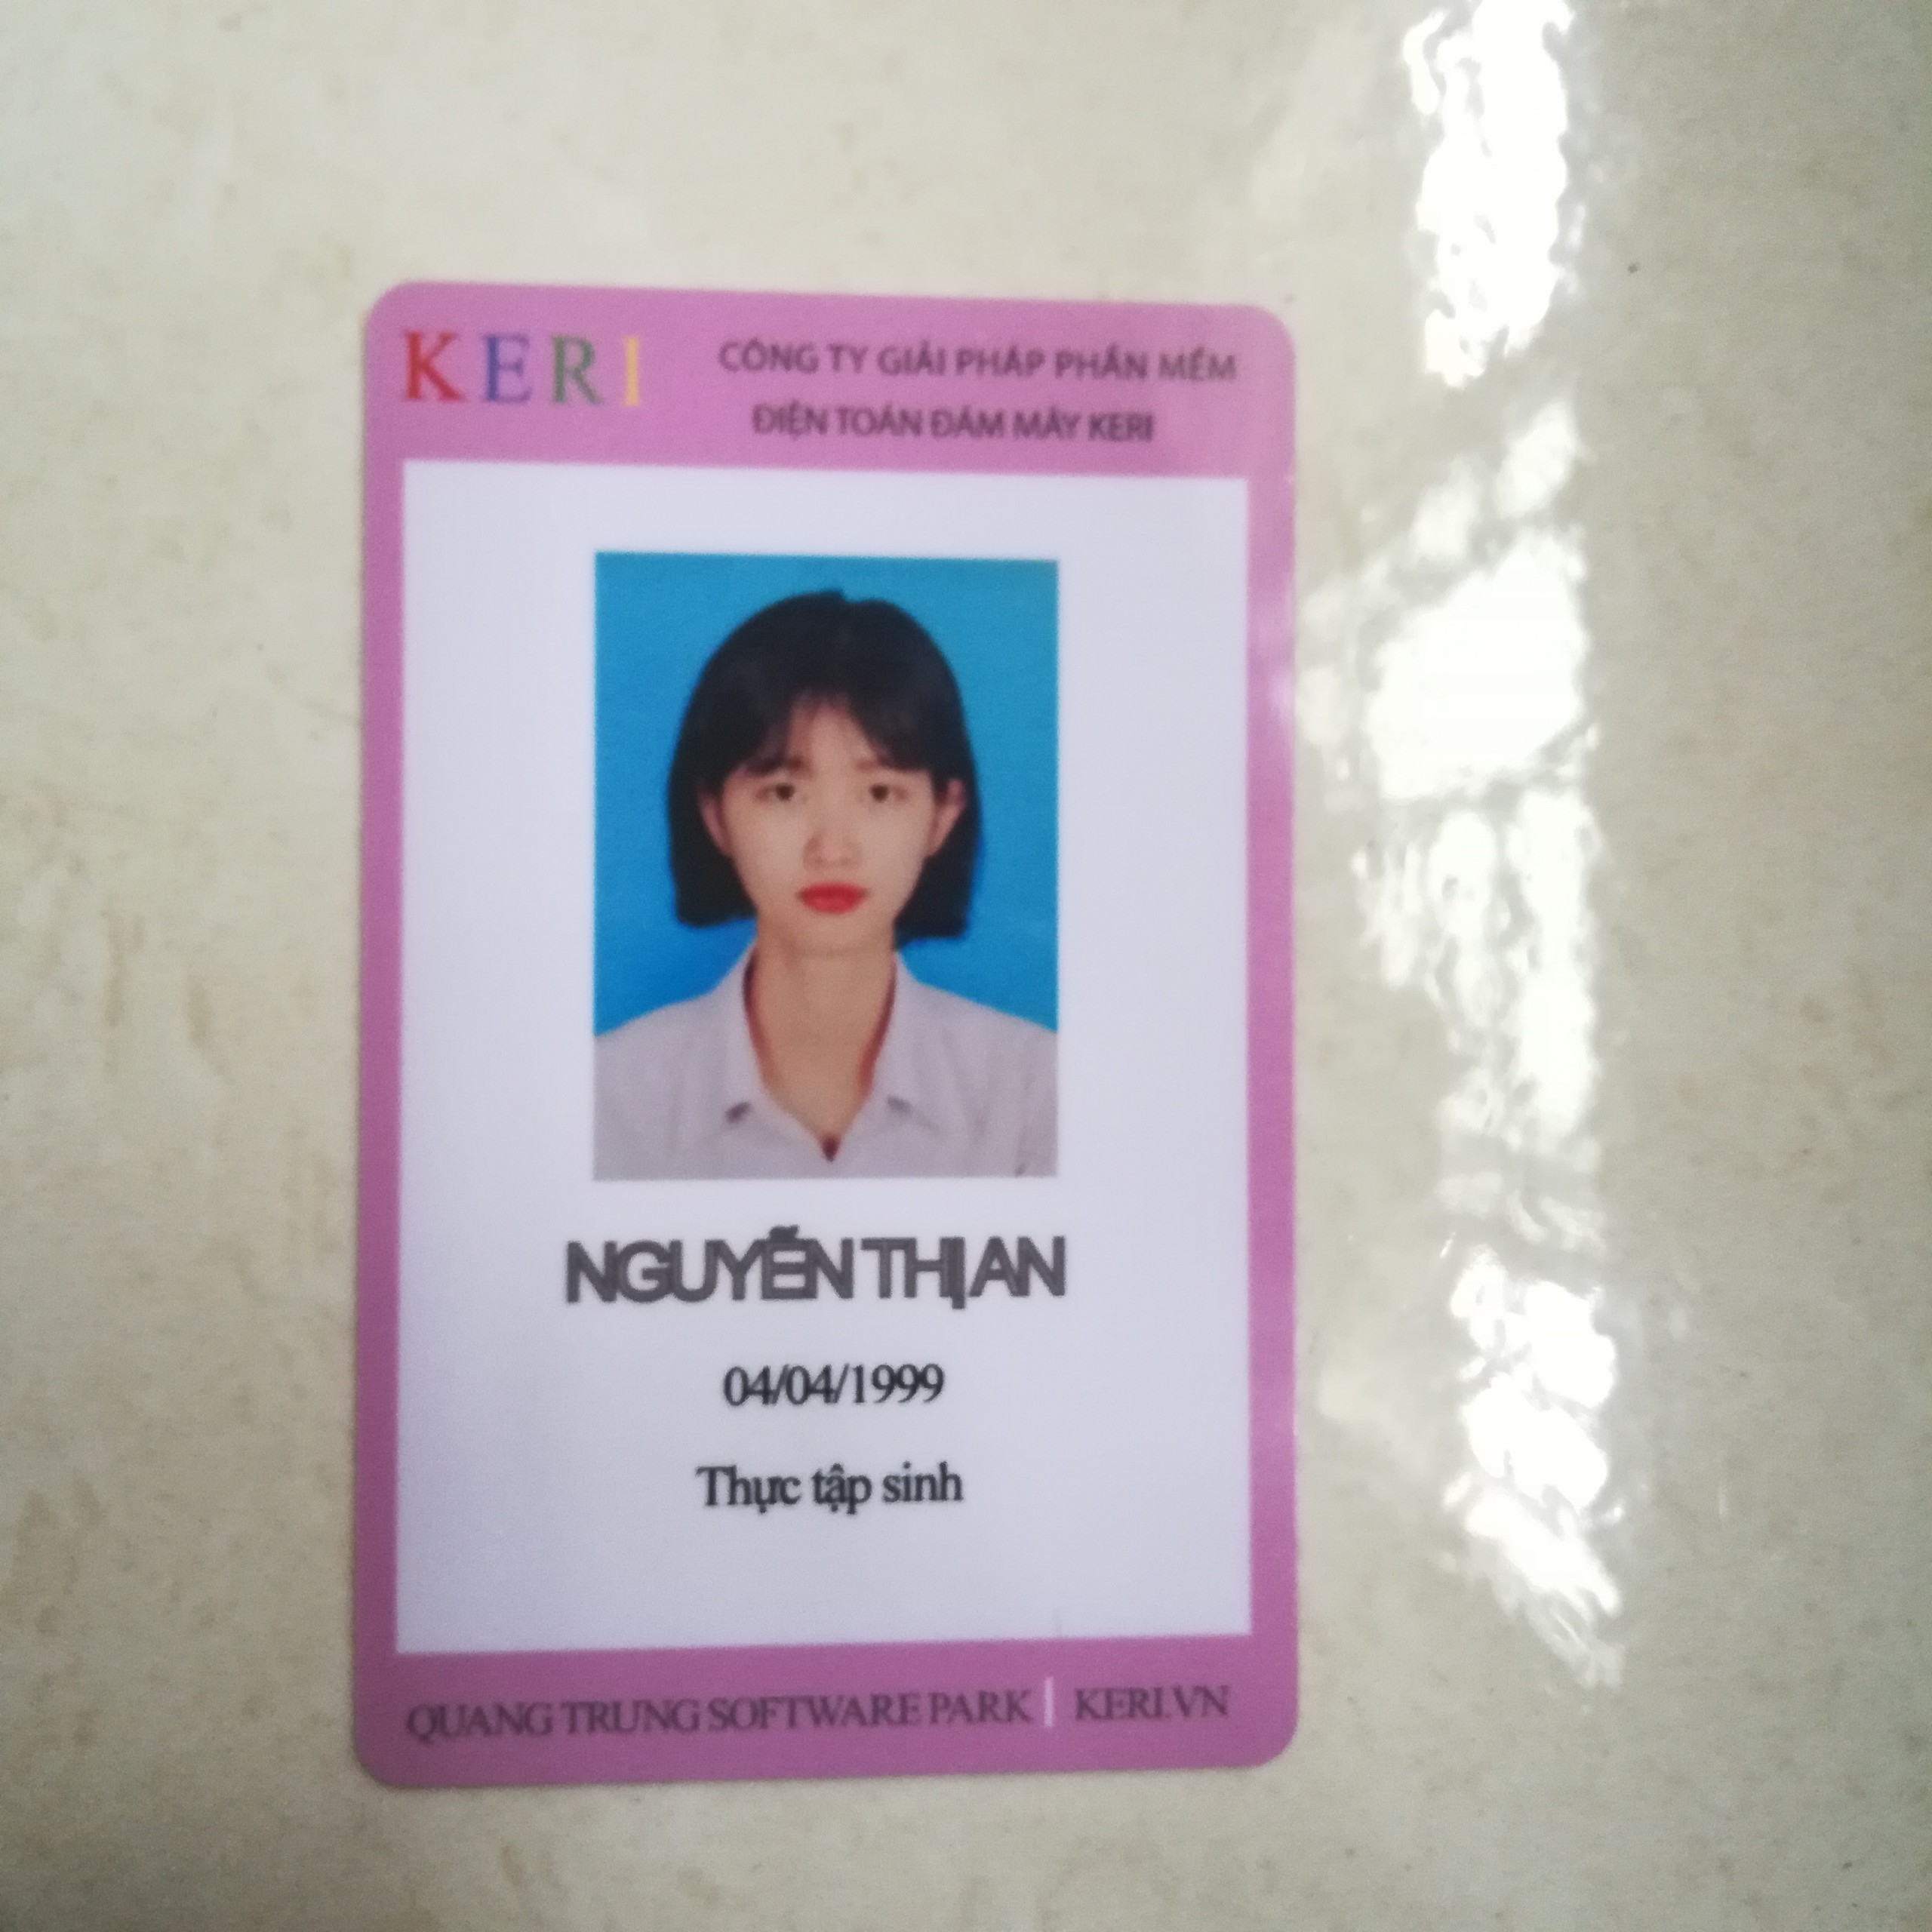 KERI
CÔNG TY GIẢI PHÁP PHẦN MỀM
ĐIỆN TOÁN ĐÁM MÂY KERI
NGUYỄN THỊ AN
04/04/1999
Thực tập sinh
QUANG TRUNG SOFTWARE PARK | KERI.VN